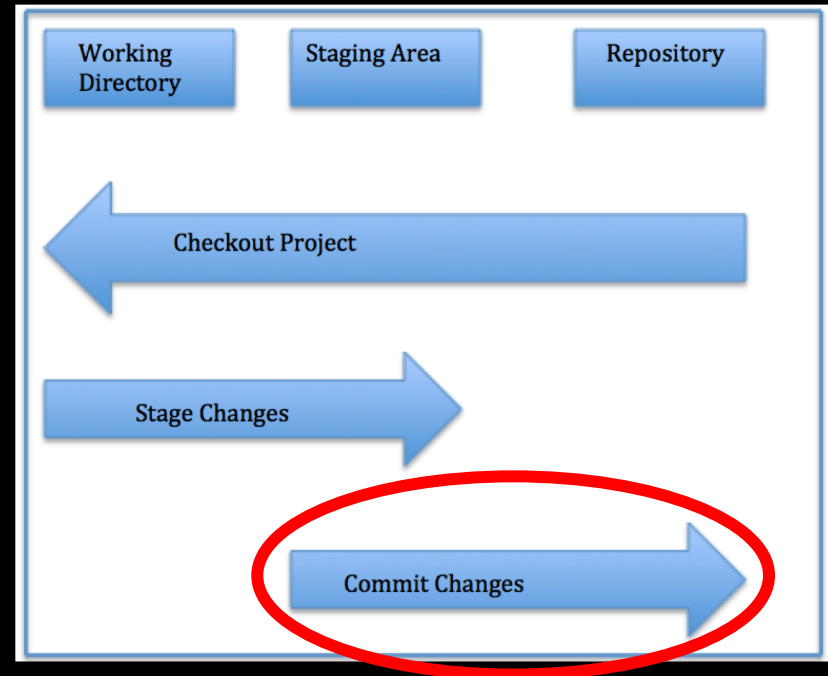 Working
Directory
Staging Area
Repository
Checkout Project
Stage Changes
Commit Changes